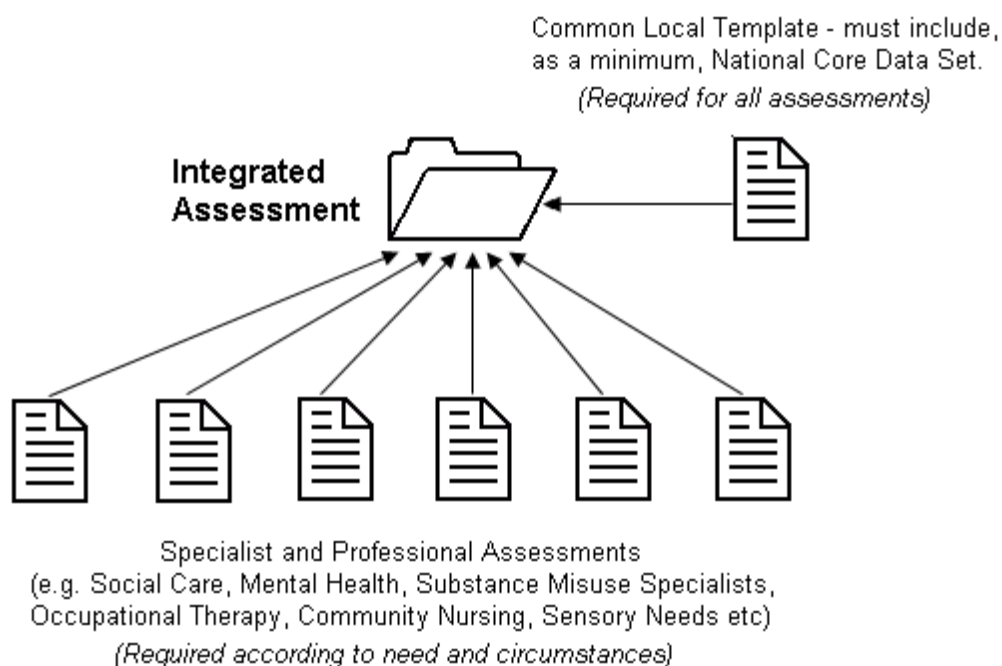 Common Local Template - must include,
as a minimum, National Core Data Set.
(Required for all assessments)
Integrated
Assessment
Specialist and Professional Assessments
(e.g. Social Care, Mental Health, Substance Misuse Specialists,
Occupational Therapy, Community Nursing, Sensory Needs etc)
(Required according to need and circumstances)